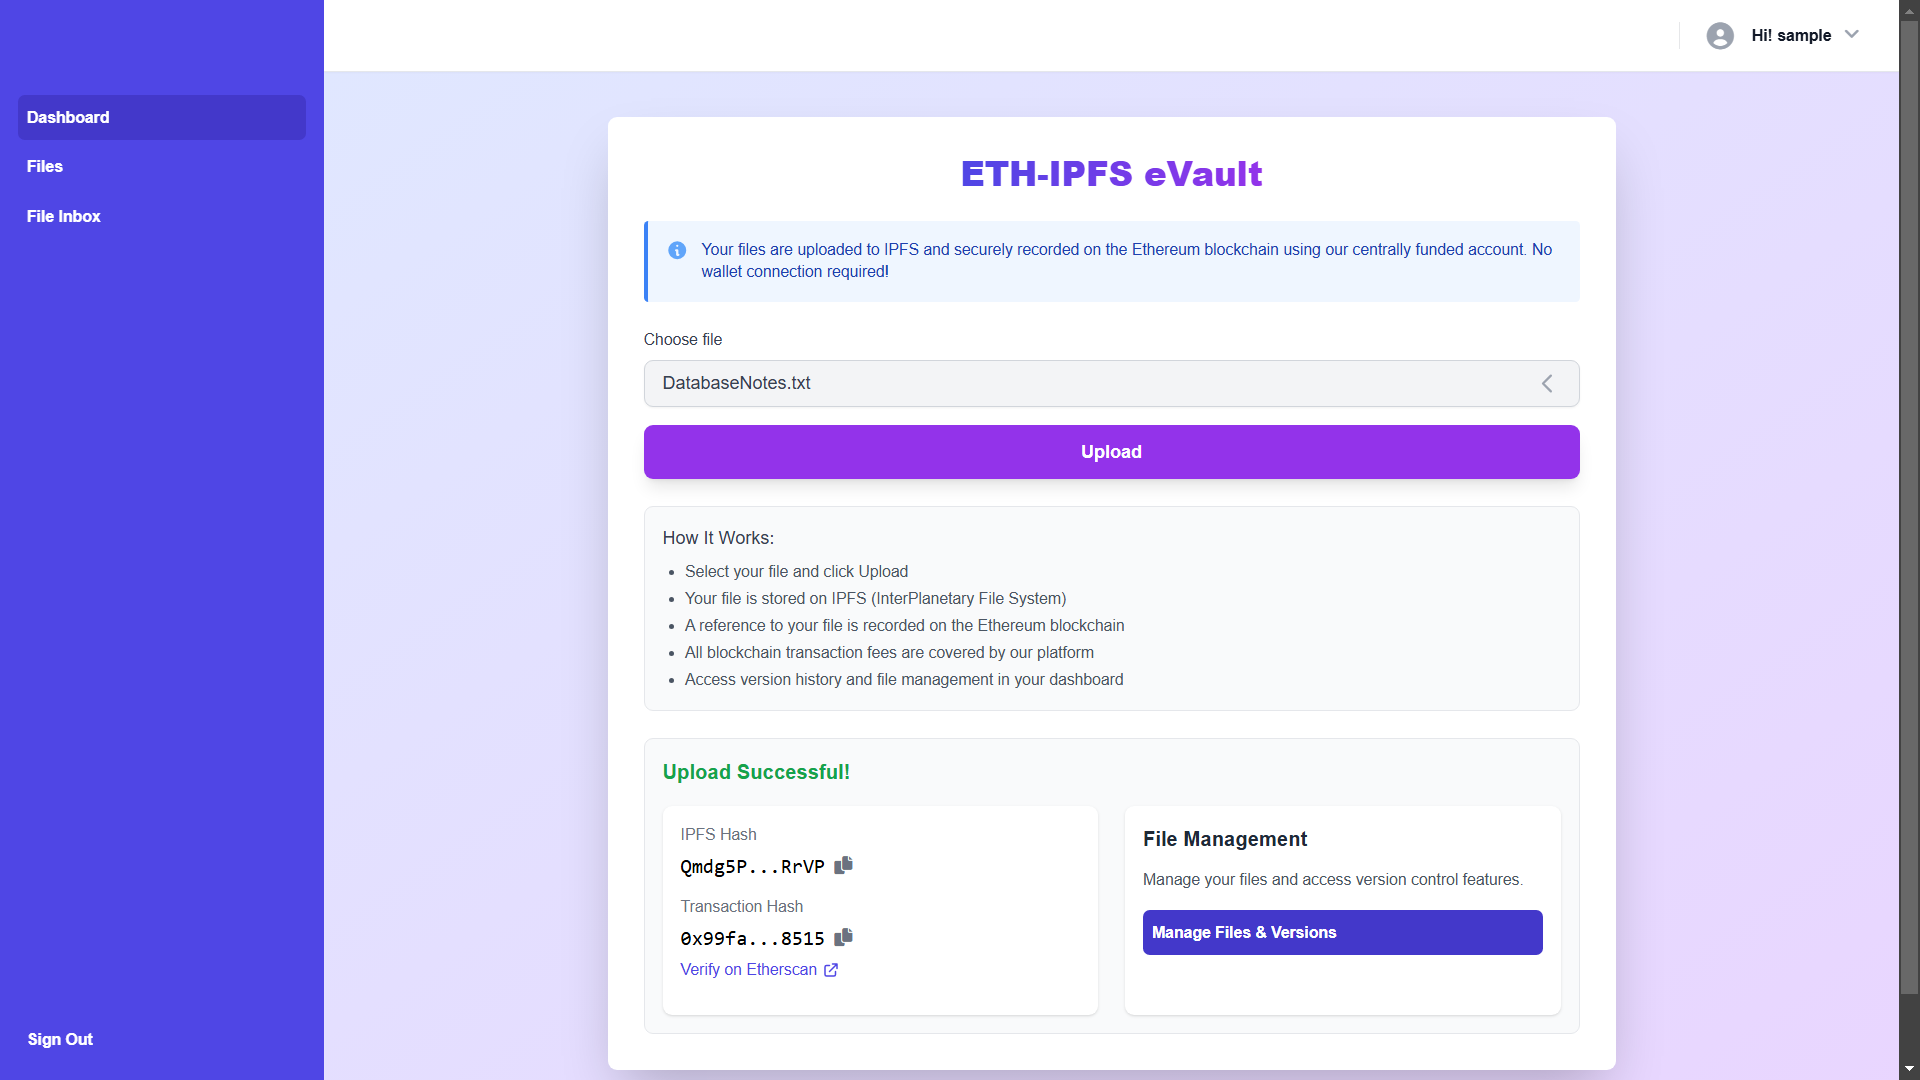 Hi! sample
Dashboard
Files
File Inbox
Sign Out
ETH-IPFS eVault
Your files are uploaded to IPFS and securely recorded on the Ethereum blockchain using our centrally funded account. No
wallet connection required!
Choose file
DatabaseNotes.txt
Upload
How It Works:
Select your file and click Upload
Your file is stored on IPFS (InterPlanetary File System)
A reference to your file is recorded on the Ethereum blockchain
All blockchain transaction fees are covered by our platform
Access version history and file management in your dashboard
Upload Successful!
IPFS Hash
Qmdg5P...RrVP
Transaction Hash
0x99fa...8515
Verify on Etherscan
File Management
Manage your files and access version control features.
Manage Files & Versions